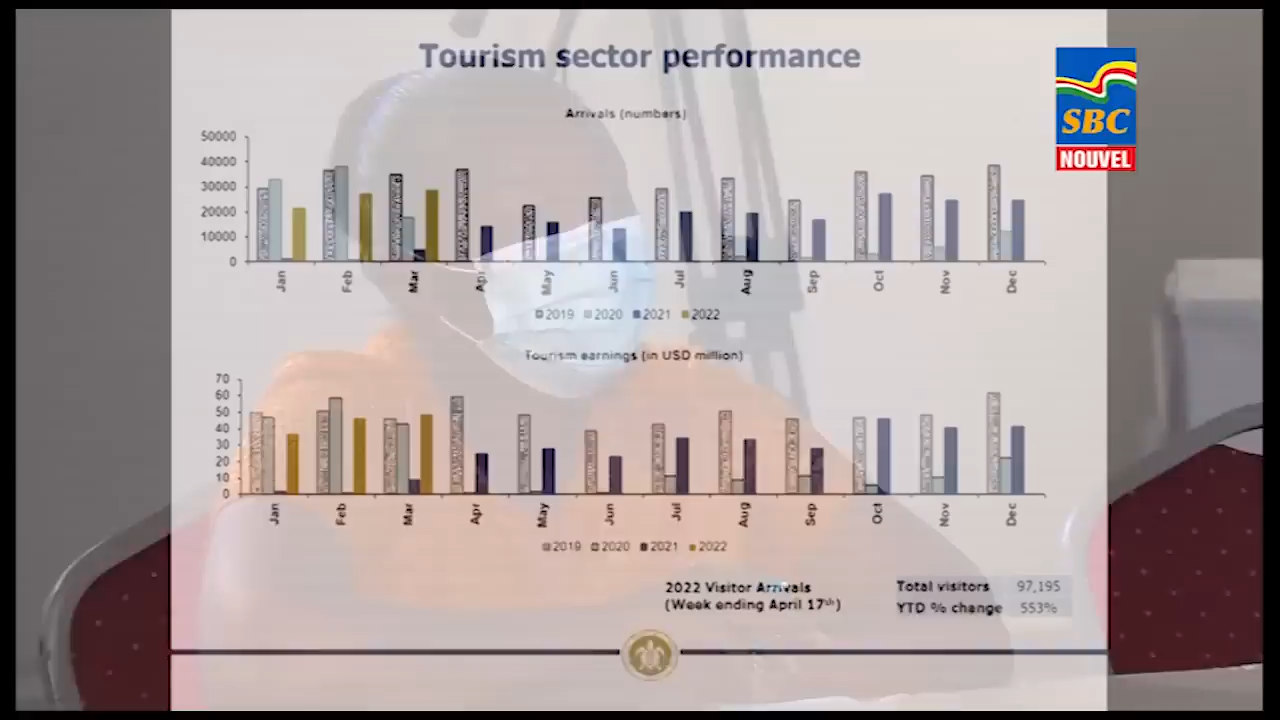 Tourism sector performance
SBC
NOUVEL
Arrivals (numbers)
50000
40000
30000
20000
10000
0
Jan Feb Mar Apr May Jun Jul Aug Sep Oct Nov Dec
2019 2020 2021 2022
Tourism earnings (in USD million)
70
60
50
40
30
20
10
0
Jan Feb Mar Apr May Jun Jul Aug Sep Oct Nov Dec
2019 2020 2021 2022
2022 Visitor Arrivals Total visitors 97,195
(Week ending April 17th) YTD % change 553%